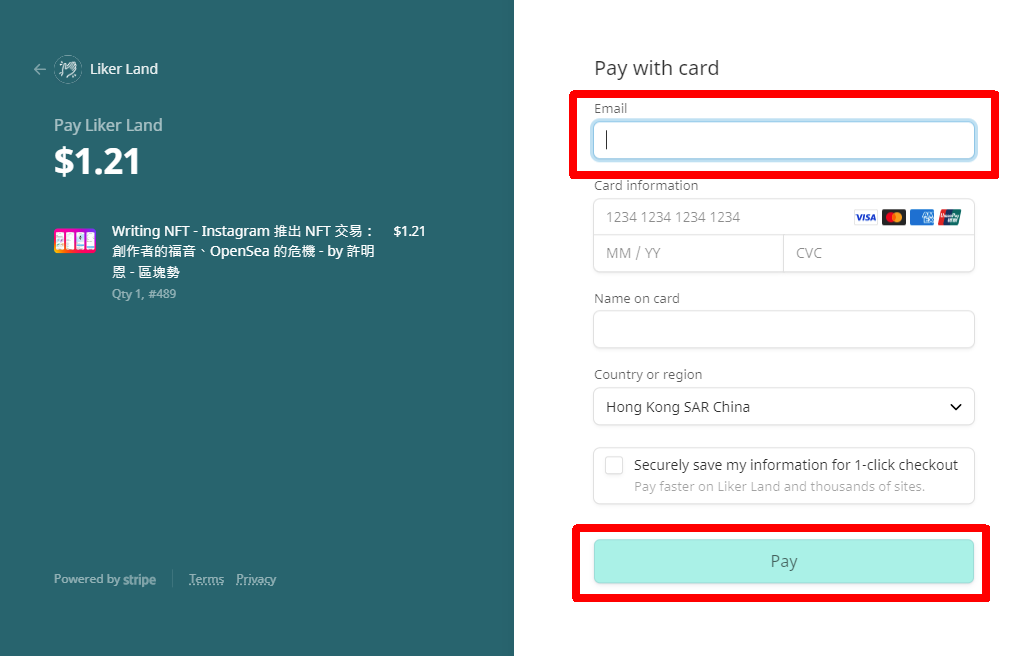 Liker Land
Pay Liker Land
$1.21
Writing NFT - Instagram 推出 NFT 交易： $1.21
創作者的福音、OpenSea 的危機 - by 許明
恩 - 區塊勢
Qty 1, #489
Powered by stripe
Terms Privacy
Pay with card
Email
Card information
1234 1234 1234 1234 VISA
MM / YY CVC
Name on card
Country or region
Hong Kong SAR China
Securely save my information for 1-click checkout
Pay faster on Liker Land and thousands of sites.
Pay